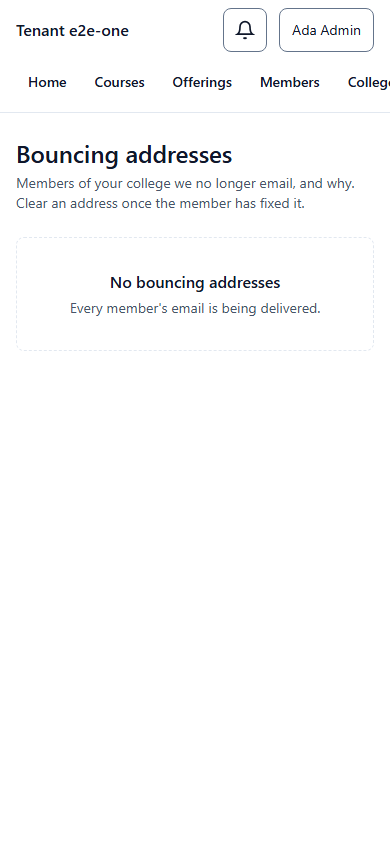 Tenant e2e-one
Ada Admin
Home Courses Offerings Members College
Bouncing addresses
Members of your college we no longer email, and why.
Clear an address once the member has fixed it.
No bouncing addresses
Every member's email is being delivered.